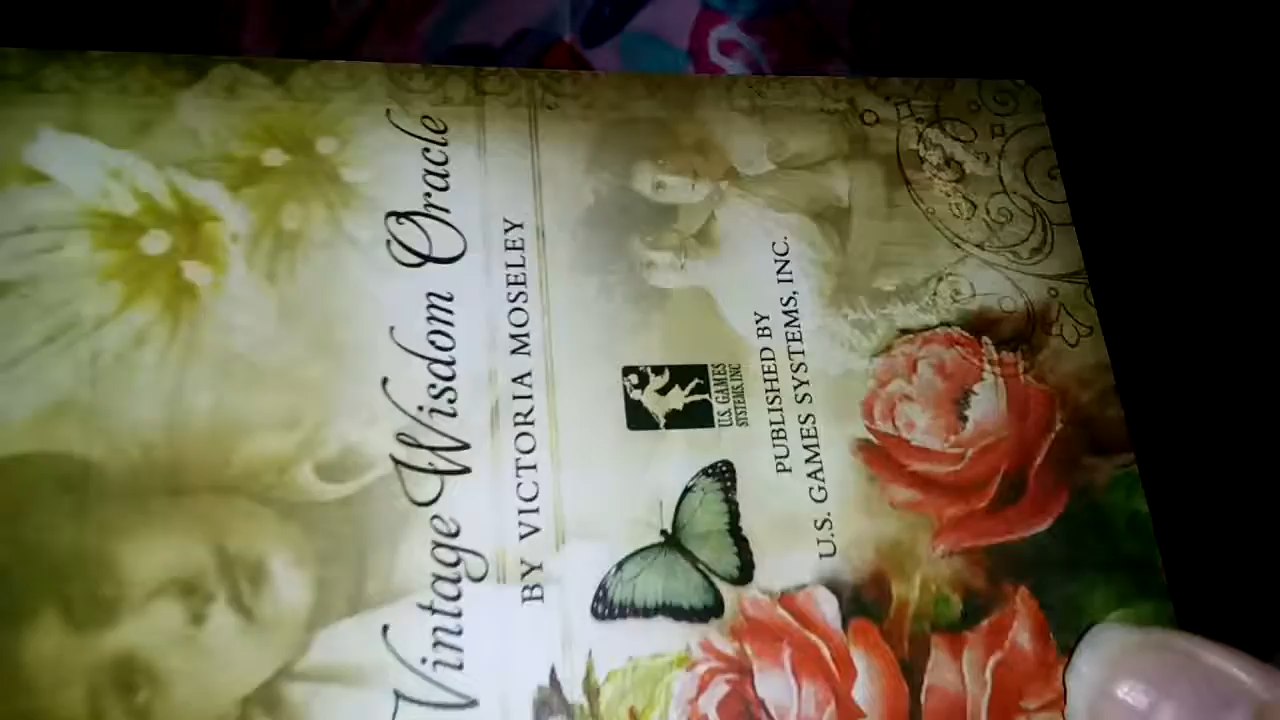 Vintage Wisdom Oracle
BY VICTORIA MOSELEY
U.S. GAMES
SYSTEMS, INC
PUBLISHED BY
U.S. GAMES SYSTEMS, INC.